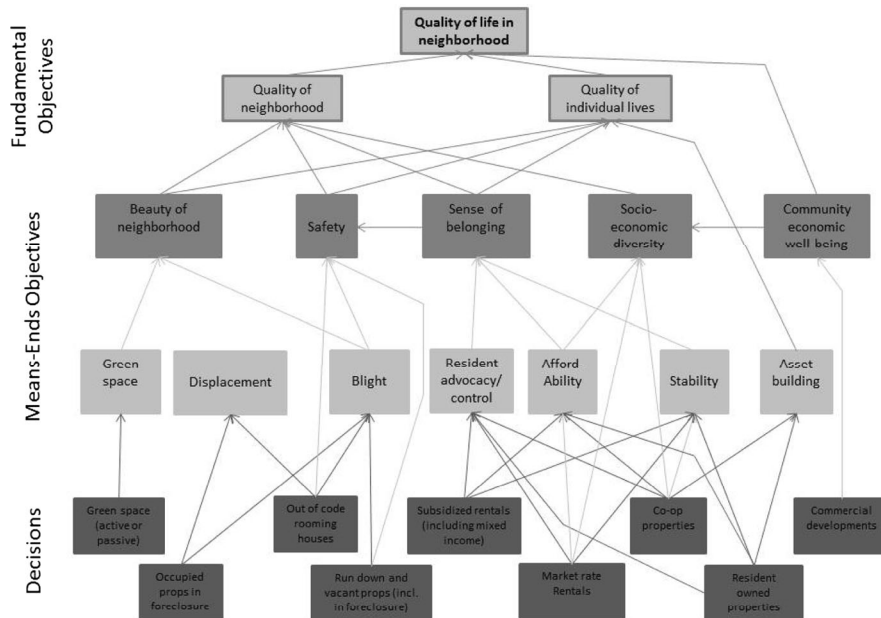 Fundamental
Objectives
Quality of life in
neighborhood
Quality of
neighborhood
Quality of
individual lives
Means-Ends Objectives
Beauty of
neighborhood
Safety
Sense of
belonging
Socio-
economic
diversity
Community
economic
well-being
Green
space
Displacement
Blight
Resident
advocacy/
control
Afford
Ability
Stability
Asset
building
Decisions
Green space
(active or
passive)
Out of code
rooming
houses
Subsidized rentals
(including mixed
income)
Co-op
properties
Commercial
developments
Occupied
props in
foreclosure
Run down and
vacant props (incl.
In foreclosure)
Market rate
Rentals
Resident
owned
properties